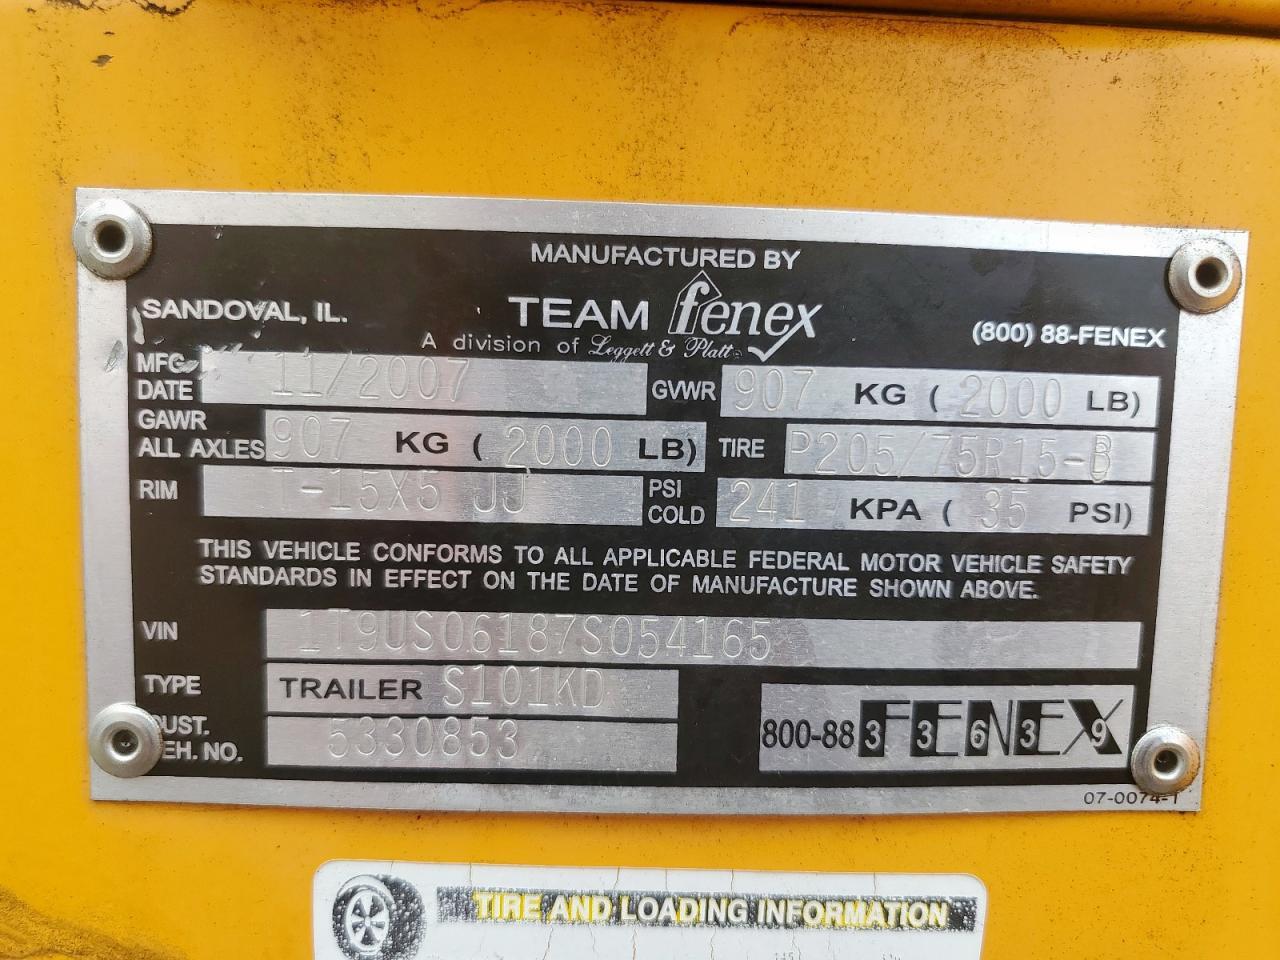 MANUFACTURED BY
SANDOVAL, IL. TEAM fenex (800) 88-FENEX
A division of Leggett & Platt
MFG DATE 11/2007 GVWR 907 KG ( 2000 LB)
GAWR ALL AXLES 907 KG ( 2000 LB) TIRE P205/75R15-B
RIM T-15X5 JJ PSI COLD 241 KPA ( 35 PSI)
THIS VEHICLE CONFORMS TO ALL APPLICABLE FEDERAL MOTOR VEHICLE SAFETY
STANDARDS IN EFFECT ON THE DATE OF MANUFACTURE SHOWN ABOVE.
VIN 1T9US06187S054165
TYPE TRAILER S101KD
CUST. VEH. NO. 5330853
800-88 FENEX 3 3 6 3 9
07-0074-1
TIRE AND LOADING INFORMATION